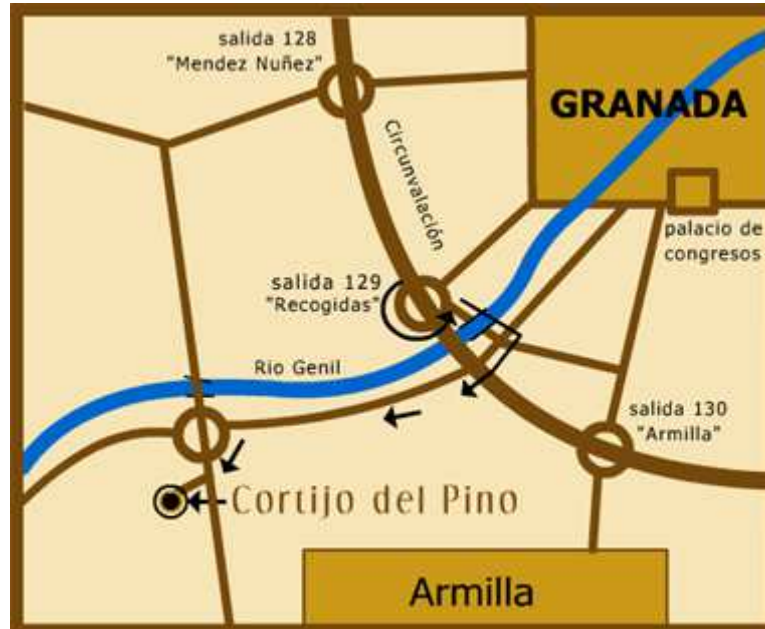 salida 128
"Mendez Nuñez"
GRANADA
Circunvalación
palacio de
congresos
salida 129
"Recogidas"
Rio Genil
salida 130
"Armilla"
Cortijo del Pino
Armilla